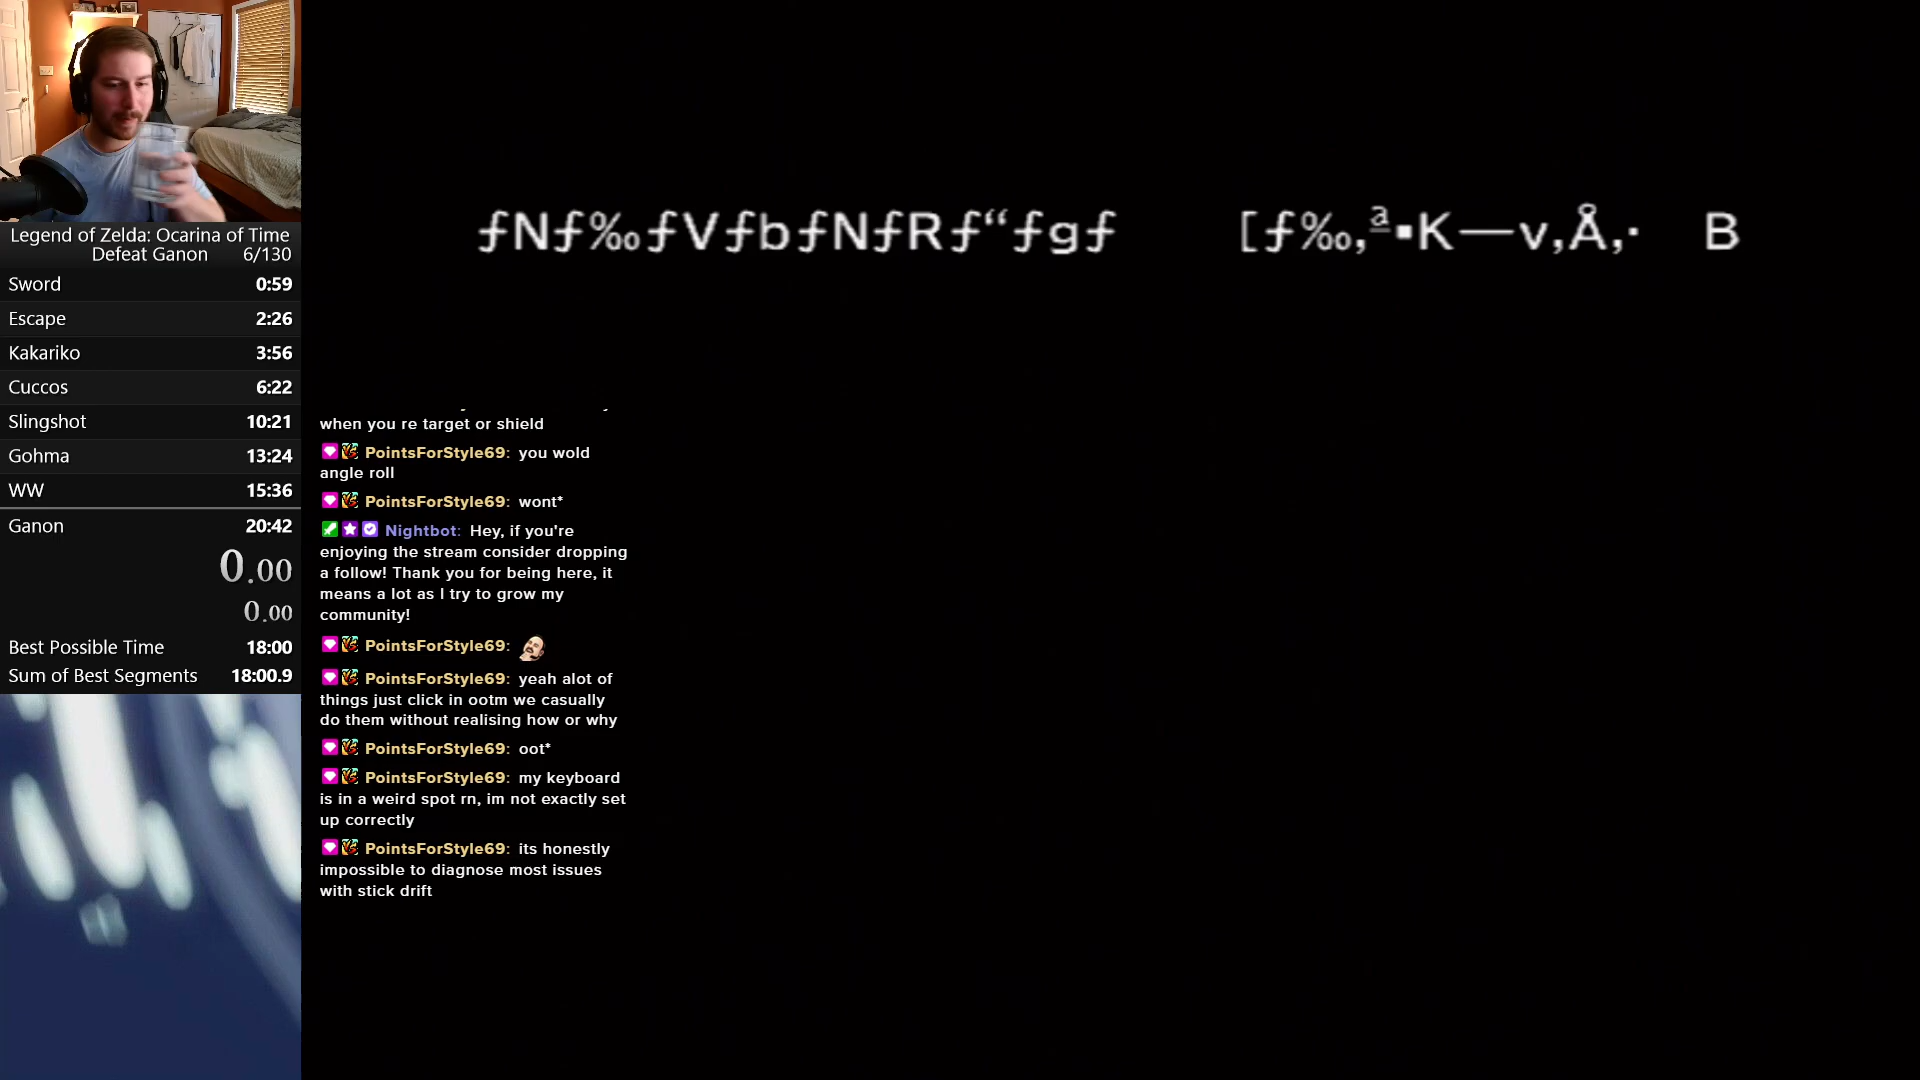 Legend of Zelda: Ocarina of Time
Defeat Ganon 6/130
Sword 0:59
Escape 2:26
Kakariko 3:56
Cuccos 6:22
Slingshot 10:21
Gohma 13:24
WW 15:36
Ganon 20:42
0.00
0.00
Best Possible Time 18:00
Sum of Best Segments 18:00.9
ƒNƒ‰ƒVƒbƒNƒRƒ“ƒgƒ [ƒ‰‚ª▪K—v‚Å‚· B
when you re target or shield
PointsForStyle69: you wold
angle roll
PointsForStyle69: wont*
Nightbot: Hey, if you're
enjoying the stream consider dropping
a follow! Thank you for being here, it
means a lot as I try to grow my
community!
PointsForStyle69:
PointsForStyle69: yeah alot of
things just click in ootm we casually
do them without realising how or why
PointsForStyle69: oot*
PointsForStyle69: my keyboard
is in a weird spot rn, im not exactly set
up correctly
PointsForStyle69: its honestly
impossible to diagnose most issues
with stick drift